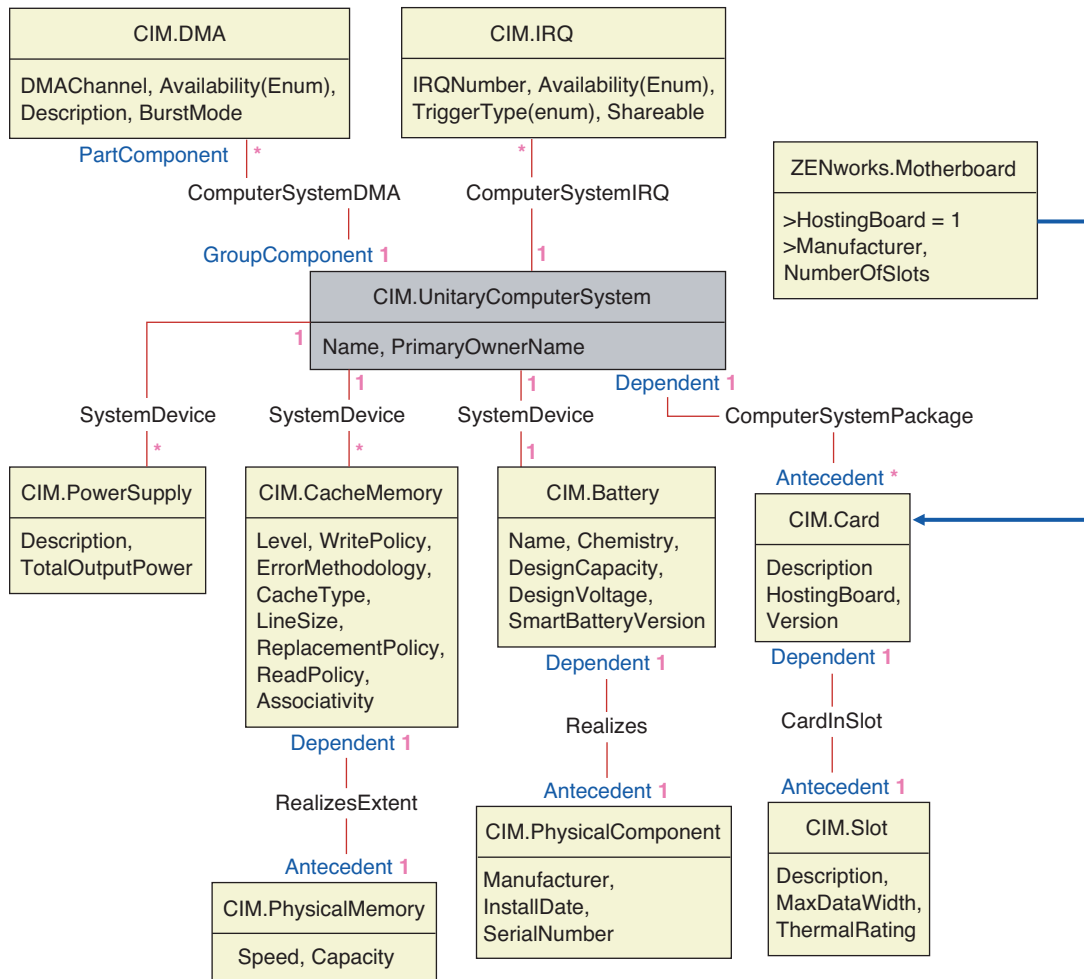 CIM.DMA
DMAChannel, Availability(Enum),
Description, BurstMode
CIM.IRQ
IRQNumber, Availability(Enum),
TriggerType(enum), Shareable
PartComponent *
*
ComputerSystemDMA
ComputerSystemIRQ
GroupComponent 1
1
ZENworks.Motherboard
>HostingBoard = 1
>Manufacturer,
NumberOfSlots
CIM.UnitaryComputerSystem
Name, PrimaryOwnerName
1
1
1
Dependent 1
SystemDevice
SystemDevice
SystemDevice
ComputerSystemPackage
*
*
1
Antecedent *
CIM.PowerSupply
Description,
TotalOutputPower
CIM.CacheMemory
Level, WritePolicy,
ErrorMethodology,
CacheType,
LineSize,
ReplacementPolicy,
ReadPolicy,
Associativity
CIM.Battery
Name, Chemistry,
DesignCapacity,
DesignVoltage,
SmartBatteryVersion
CIM.Card
Description
HostingBoard,
Version
Dependent 1
RealizesExtent
Antecedent 1
CIM.PhysicalMemory
Speed, Capacity
Dependent 1
Realizes
Antecedent 1
CIM.PhysicalComponent
Manufacturer,
InstallDate,
SerialNumber
Dependent 1
CardInSlot
Antecedent 1
CIM.Slot
Description,
MaxDataWidth,
ThermalRating